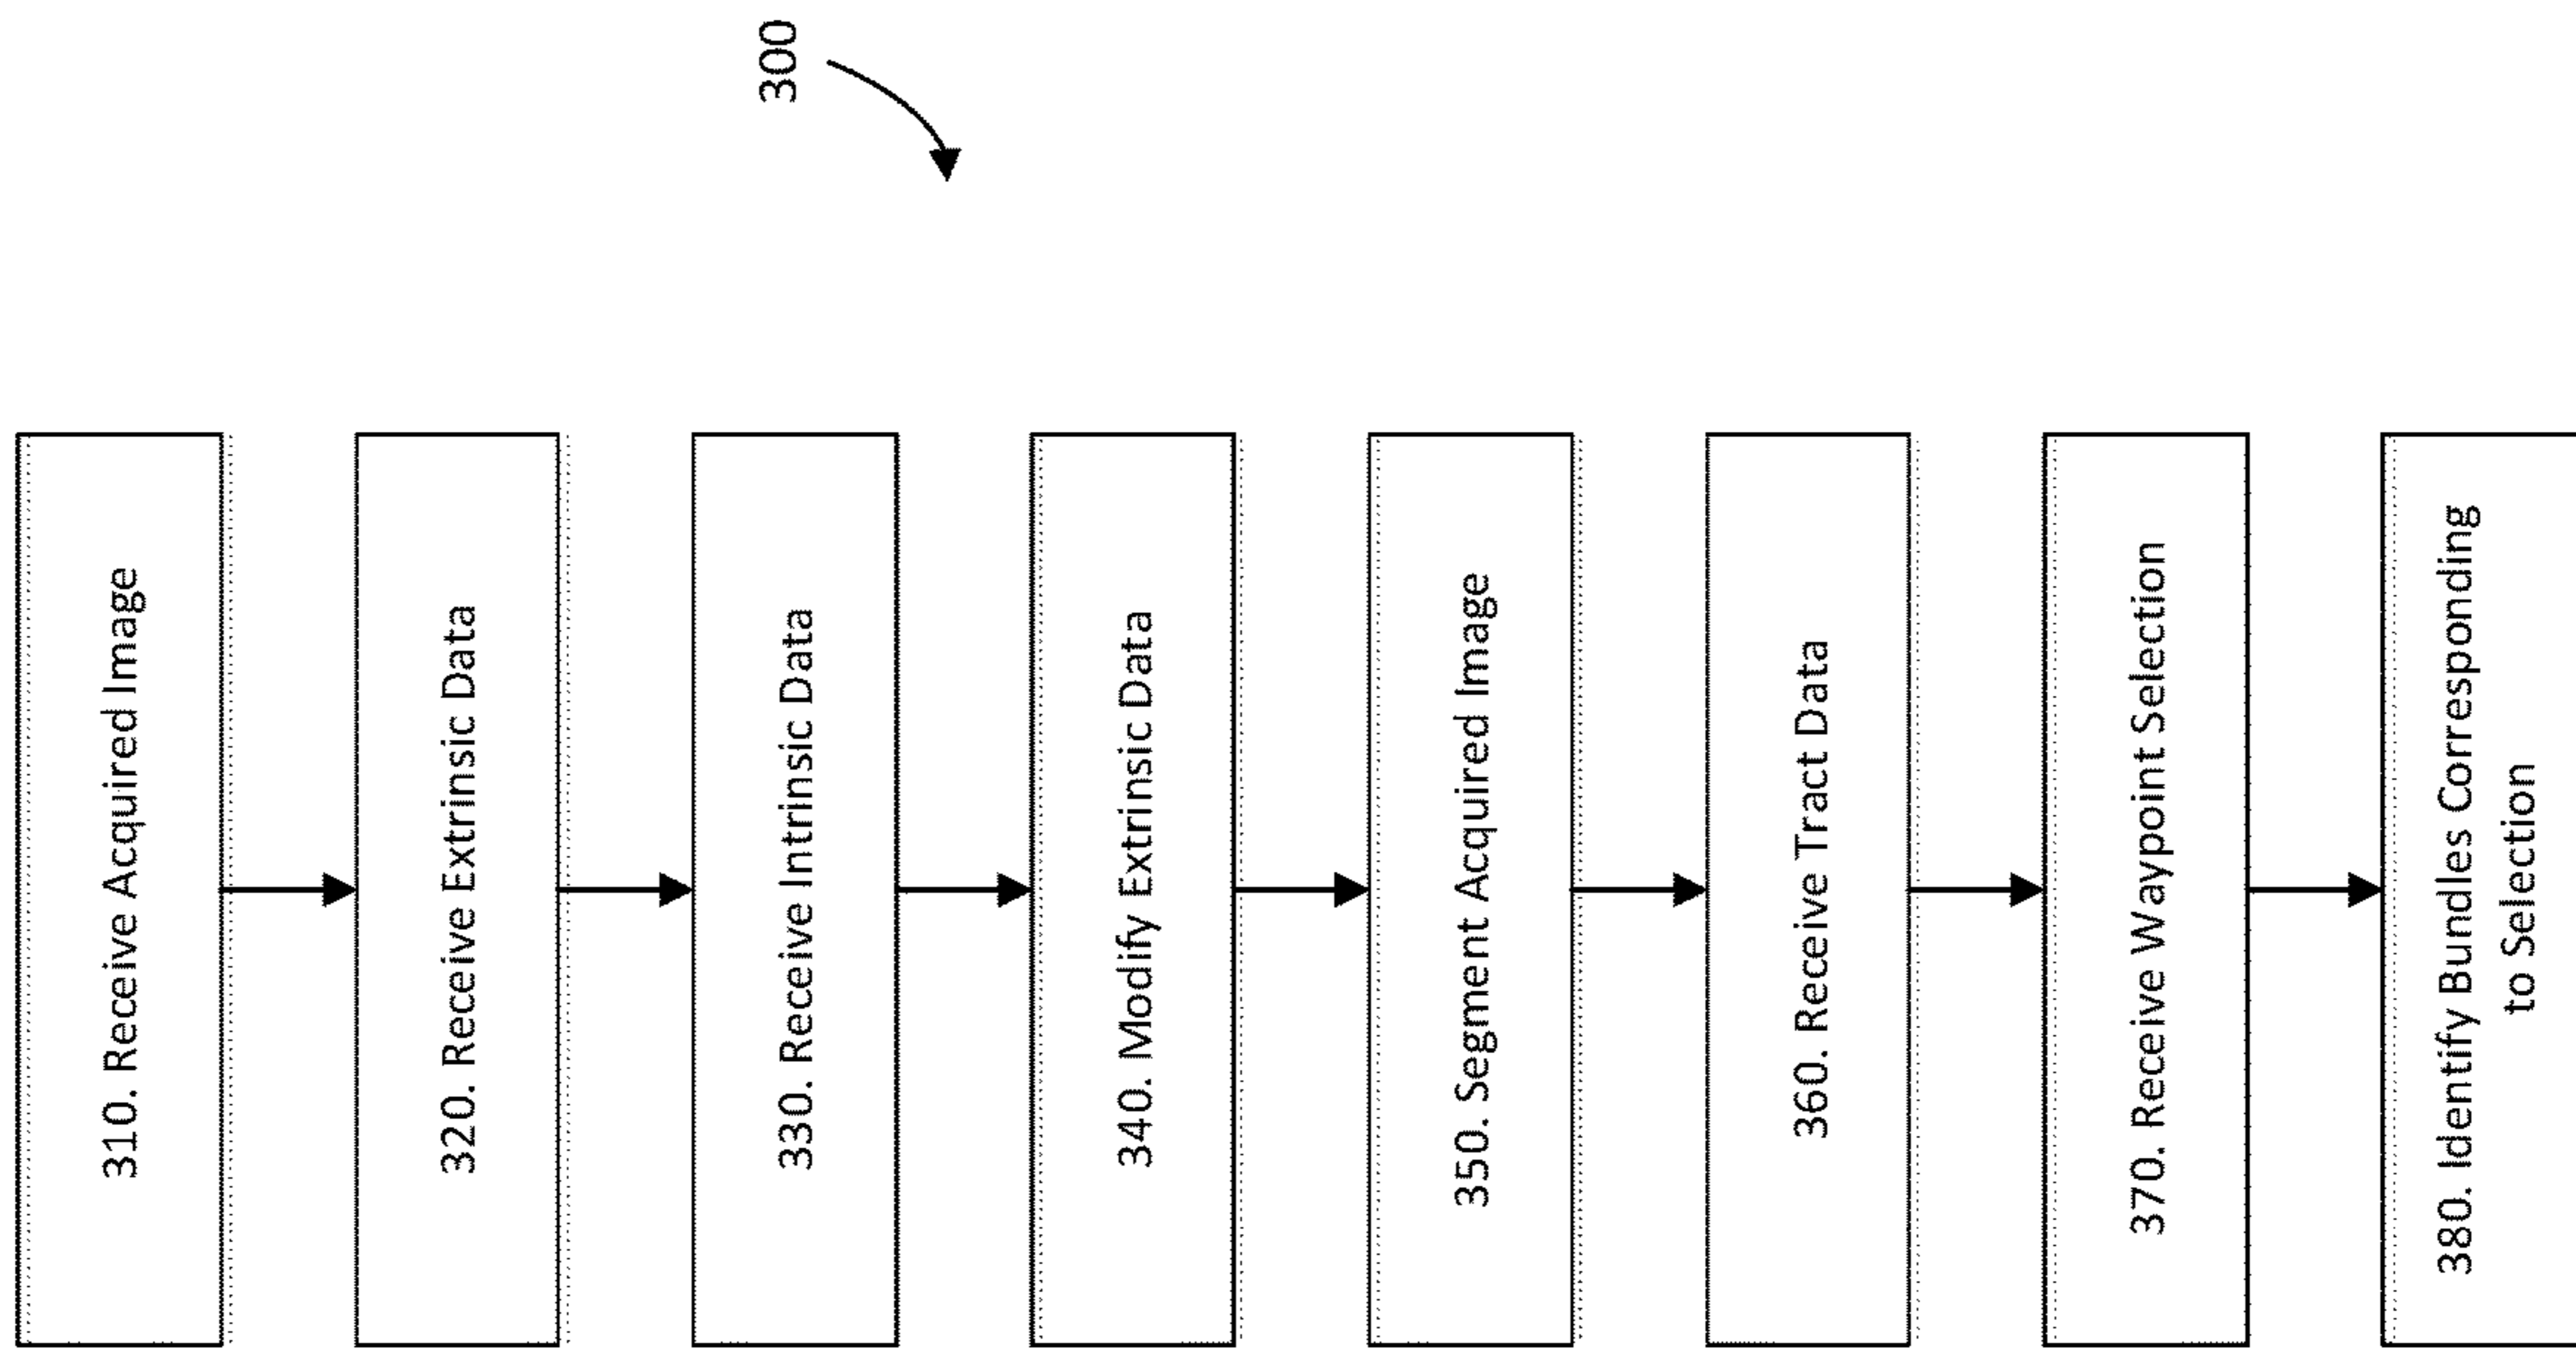 300
310. Receive Acquired Image
320. Receive Extrinsic Data
330. Receive Intrinsic Data
340. Modify Extrinsic Data
350. Segment Acquired Image
360. Receive Tract Data
370. Receive Waypoint Selection
380. Identify Bundles Corresponding
to Selection